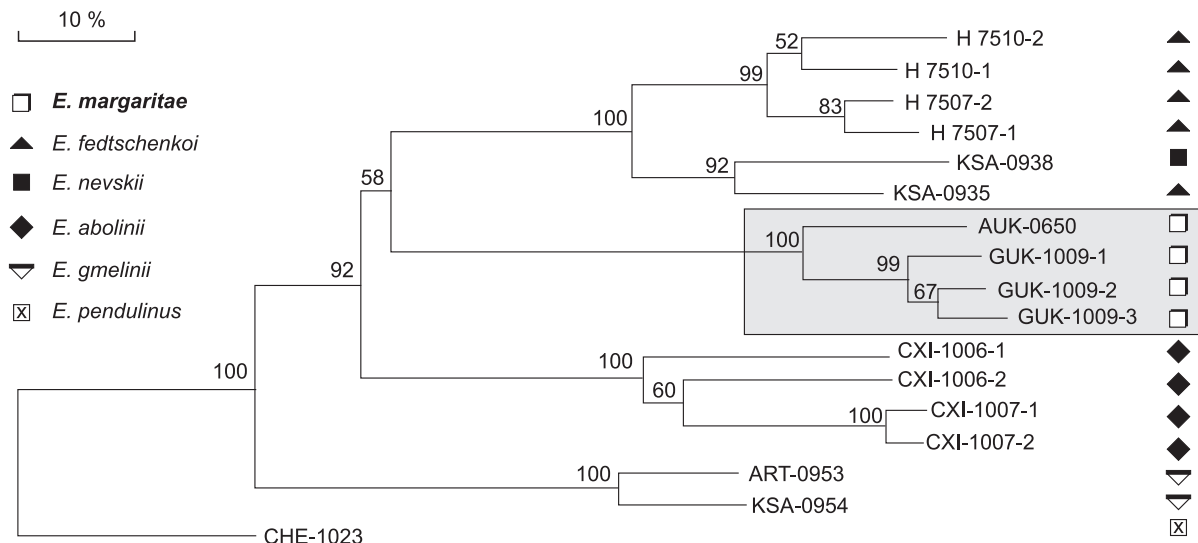 10 %
E. margaritae
E. fedtschenkoi
E. nevskii
E. abolinii
E. gmelinii
x E. pendulinus
52 H 7510-2
99 H 7510-1
83 H 7507-2
100 H 7507-1
92 KSA-0938
58 KSA-0935
100 AUK-0650
99 GUK-1009-1
92 67 GUK-1009-2
GUK-1009-3
100 CXI-1006-1
60 CXI-1006-2
100 100 CXI-1007-1
CXI-1007-2
100 ART-0953
KSA-0954
CHE-1023 x